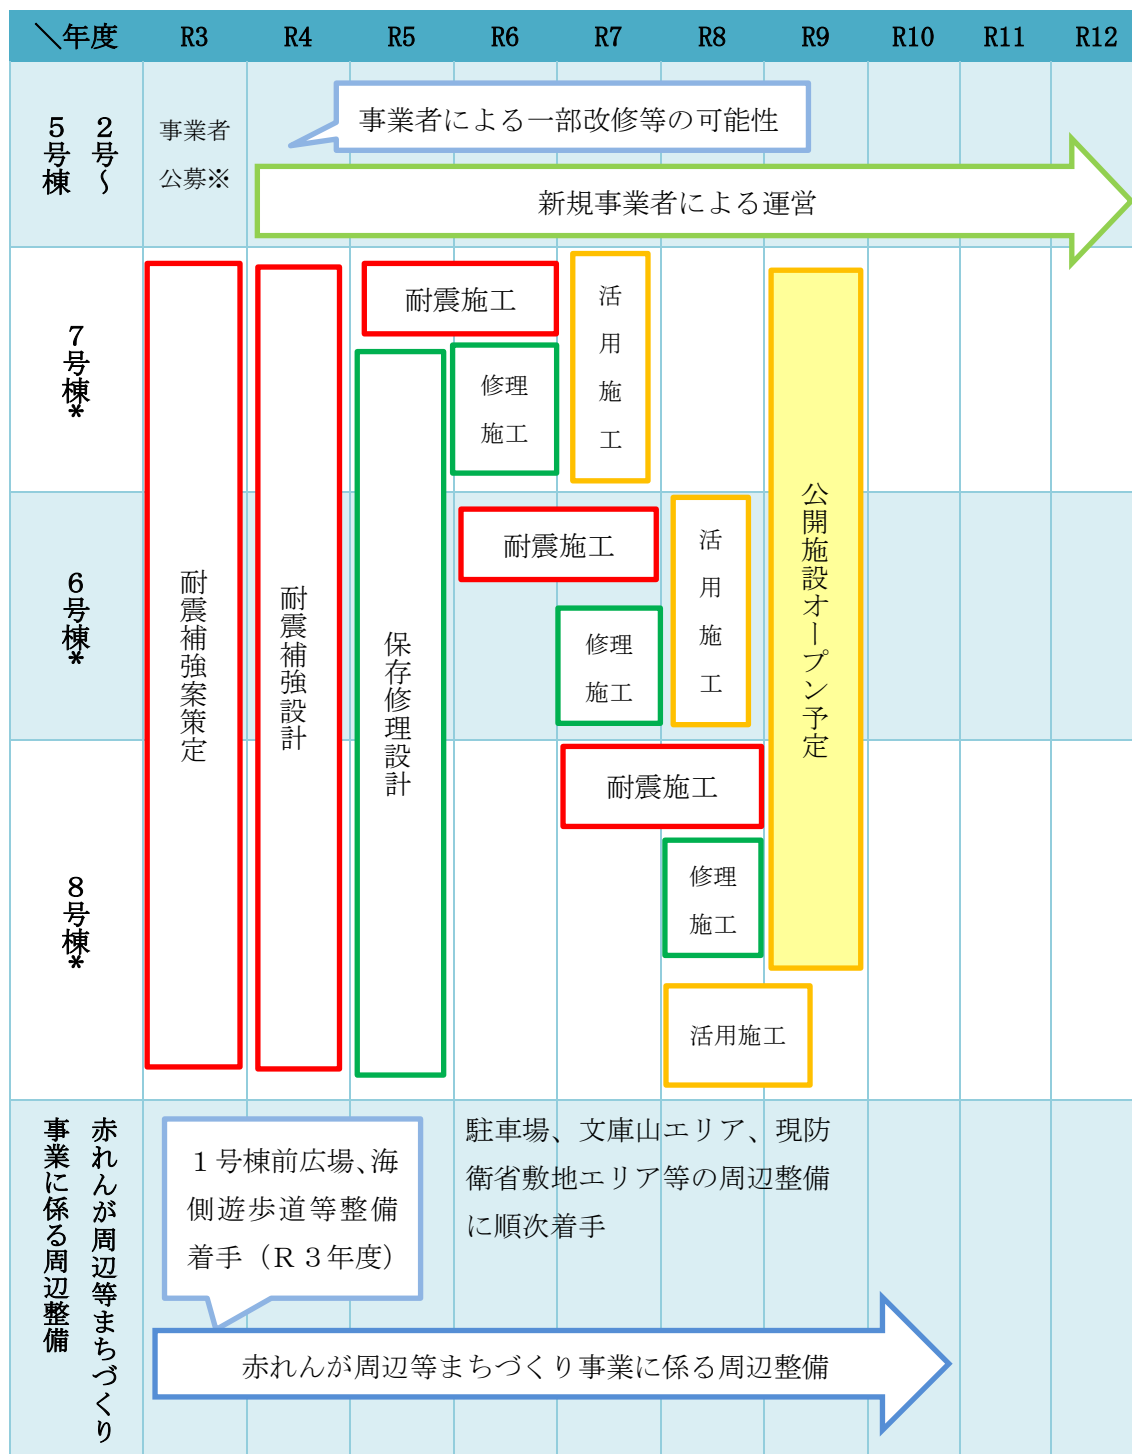 ＼年度 R3 R4 R5 R6 R7 R8 R9 R10 R11 R12
２号～
５号棟
事業者
公募※
事業者による一部改修等の可能性
新規事業者による運営
７号棟*
耐震施工
修理
施工
活用施工
６号棟*
耐震補強案策定
耐震補強設計
保存修理設計
耐震施工
修理
施工
活用施工
公開施設オープン予定
８号棟*
耐震施工
修理
施工
活用施工
赤れんが周辺等まちづくり
事業に係る周辺整備
１号棟前広場、海
側遊歩道等整備
着手（Ｒ３年度）
駐車場、文庫山エリア、現防
衛省敷地エリア等の周辺整備
に順次着手
赤れんが周辺等まちづくり事業に係る周辺整備